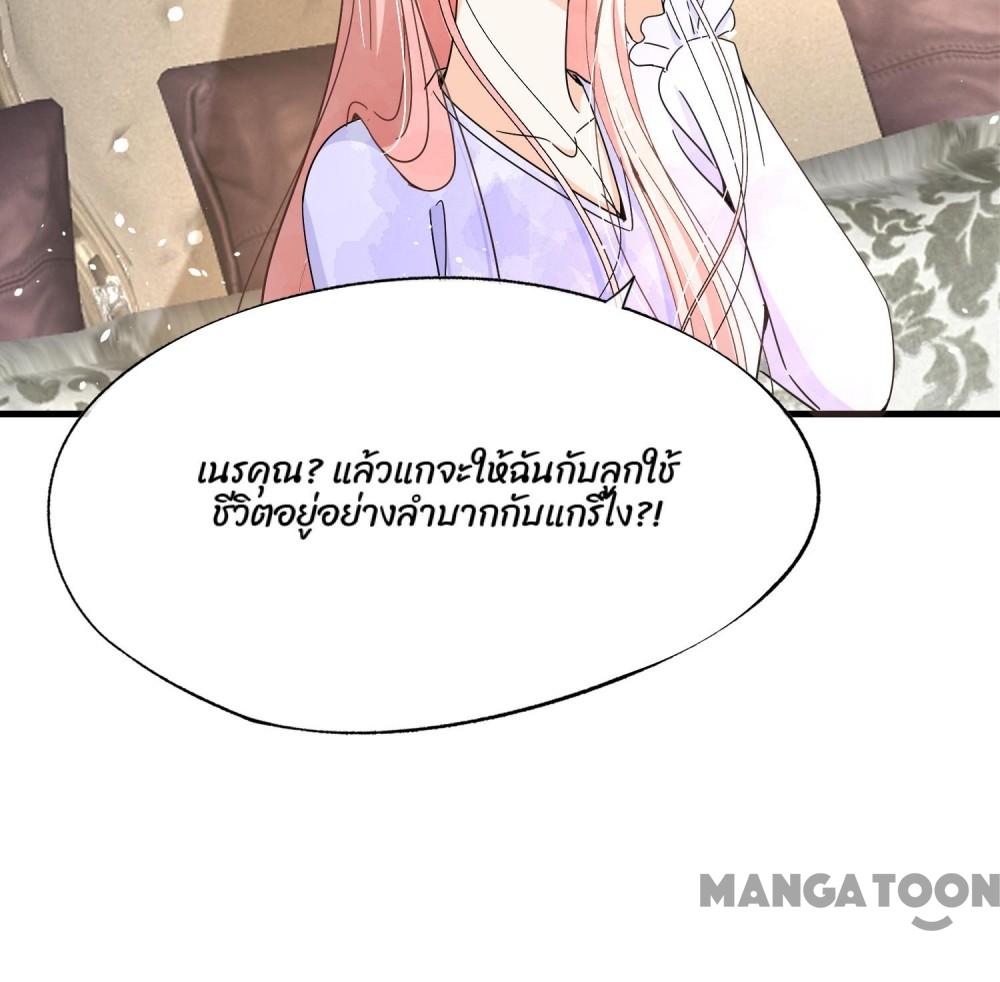 เนรคุณ? แล้วแกจะให้ฉันกับลูกใช้
ชีวิตอยู่อย่างลำบากกับแกรึไง?!
MANGATOON